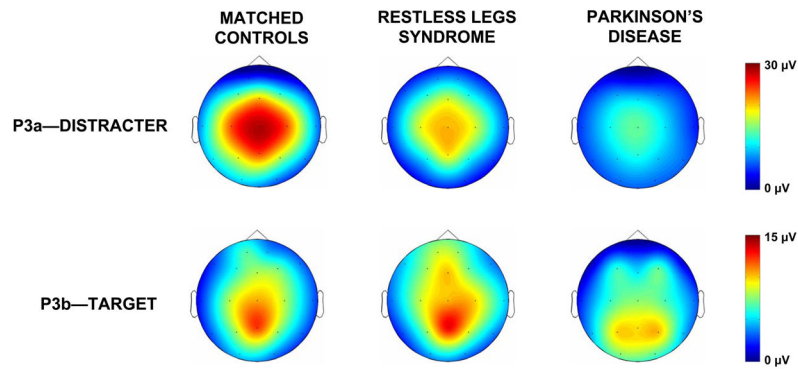 MATCHED
CONTROLS
RESTLESS LEGS
SYNDROME
PARKINSON’S
DISEASE
P3a—DISTRACTER
30 µV
0 µV
P3b—TARGET
15 µV
0 µV